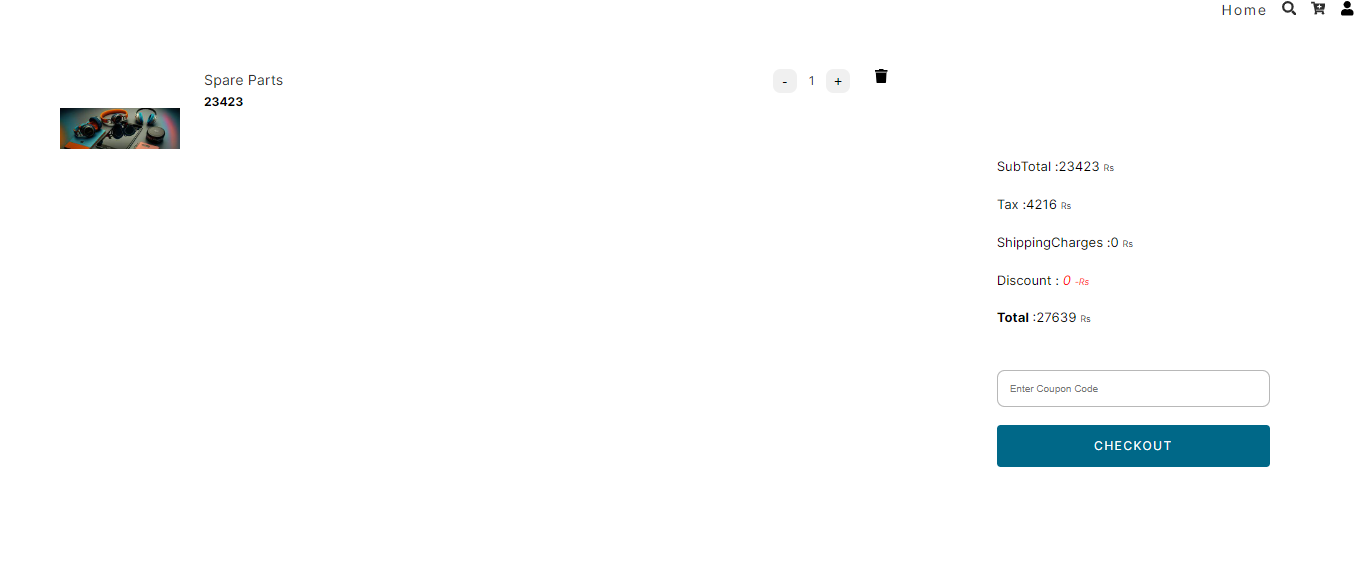 Home
Spare Parts
23423
- 1 +
SubTotal :23423 Rs
Tax :4216 Rs
ShippingCharges :0 Rs
Discount : 0 -Rs
Total :27639 Rs
Enter Coupon Code
CHECKOUT